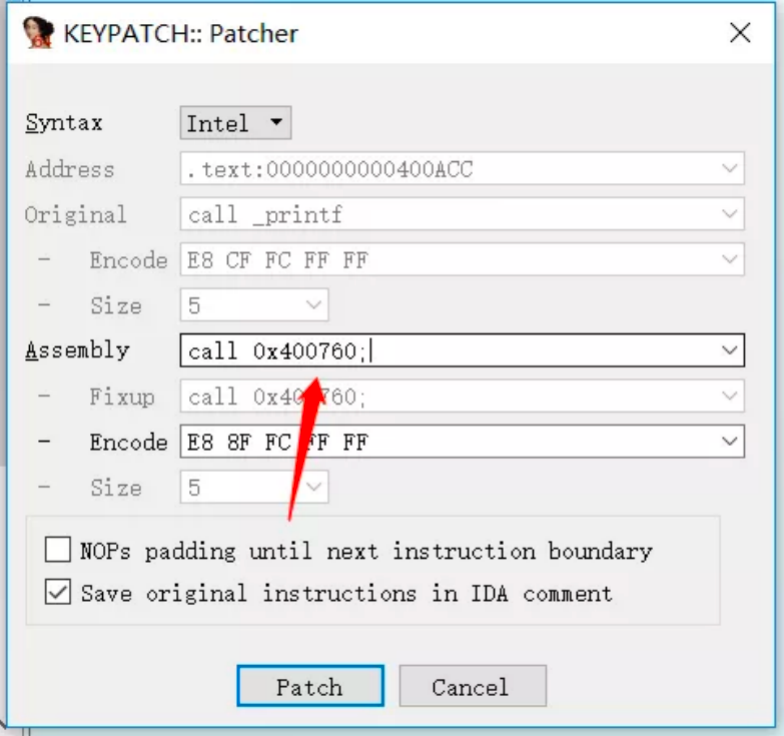 KEYPATCH:: Patcher
Syntax Intel
Address .text:0000000000400ACC
Original call _printf
- Encode E8 CF FC FF FF
- Size 5
Assembly call 0x400760;
- Fixup call 0x400760;
- Encode E8 8F FC FF FF
- Size 5
NOPs padding until next instruction boundary
Save original instructions in IDA comment
Patch Cancel